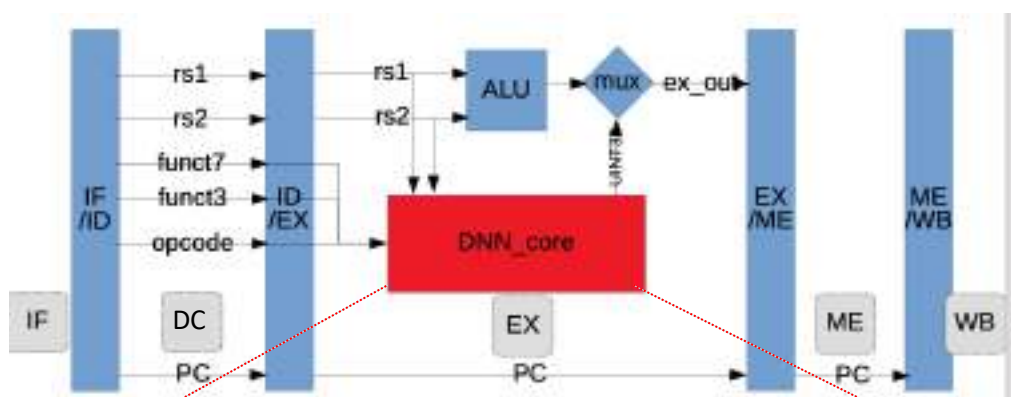 rs1
rs2
funct7
funct3
opcode
IF
/ID
ID
/EX
rs1
rs2
ALU
mux
ex_out
DNN_core
EX
/ME
ME
/WB
IF
DC
EX
ME
WB
PC
PC
PC